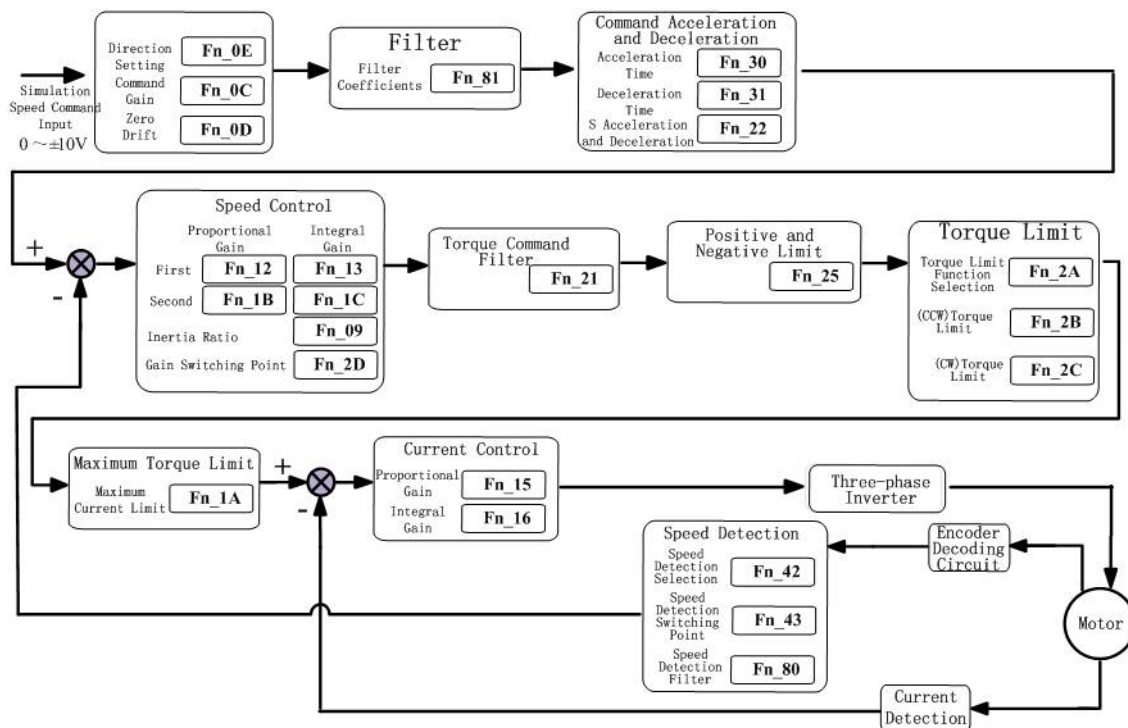 Simulation
Speed Command
Input
0 ～±10V
Direction
Setting
Fn_0E
Command
Gain
Fn_0C
Zero
Drift
Fn_0D
Filter
Filter
Coefficients
Fn_81
Command Acceleration
and Deceleration
Acceleration
Time
Fn_30
Deceleration
Time
Fn_31
S Acceleration
and Deceleration
Fn_22
+
-
Speed Control
Proportional
Gain
Integral
Gain
First
Fn_12
Fn_13
Second
Fn_1B
Fn_1C
Inertia Ratio
Fn_09
Gain Switching Point
Fn_2D
Torque Command
Filter
Fn_21
Positive and
Negative Limit
Fn_25
Torque Limit
Torque Limit
Function
Selection
Fn_2A
(CCW)Torque
Limit
Fn_2B
(CW)Torque
Limit
Fn_2C
Maximum Torque Limit
Maximum
Current Limit
Fn_1A
+
-
Current Control
Proportional
Gain
Fn_15
Integral
Gain
Fn_16
Three-phase
Inverter
Speed Detection
Speed
Detection
Selection
Fn_42
Speed
Detection
Switching
Point
Fn_43
Speed
Detection
Filter
Fn_80
Encoder
Decoding
Circuit
Motor
Current
Detection